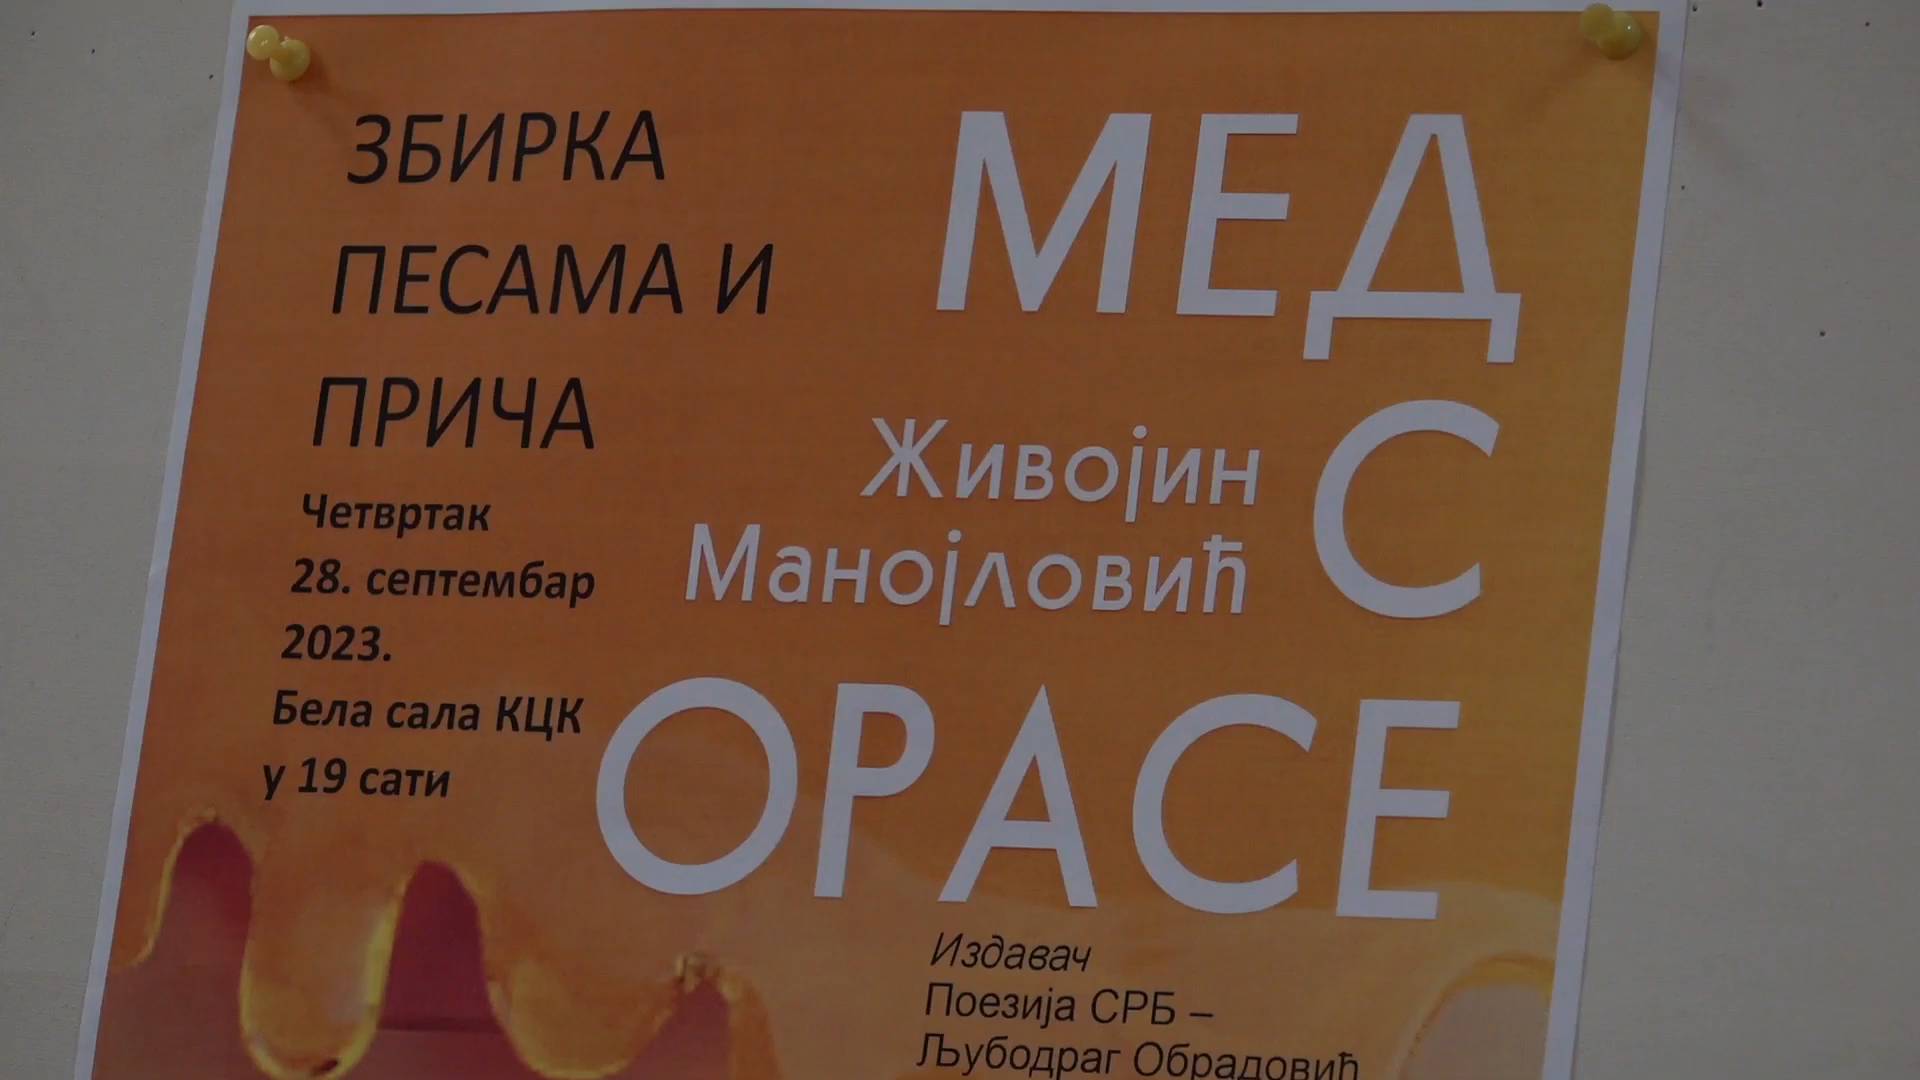 ЗБИРКА
ПЕСАМА И
ПРИЧА
Четвртак
28. септембар
2023.
Бела сала КЦК
у 19 сати
МЕД
С
Живојин
Манојловић
ОРАСЕ
Издавач
Поезија СРБ –
Љубодраг Обрадовић